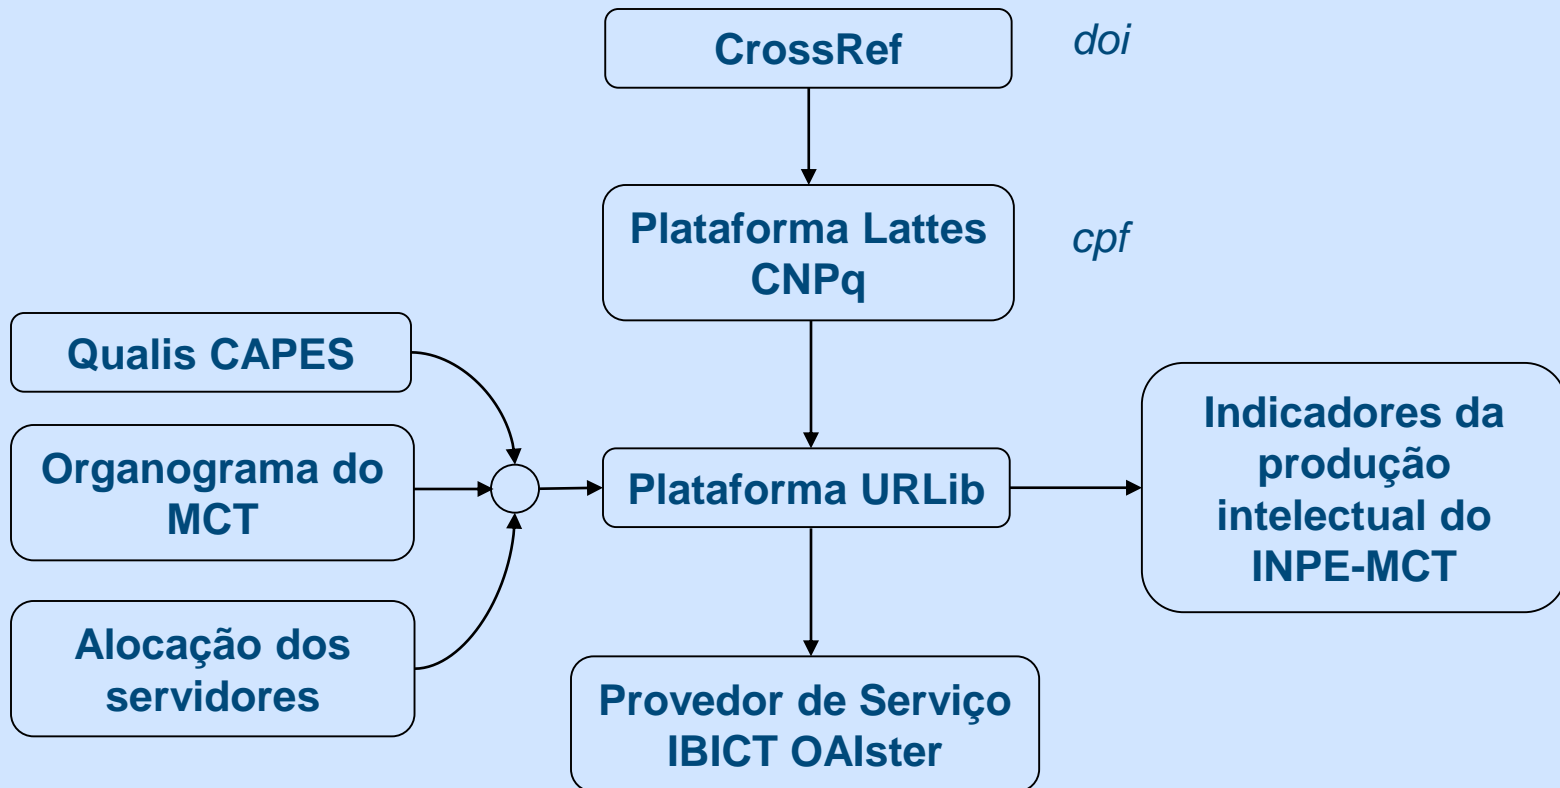 CrossRef
doi
Plataforma Lattes
CNPq
cpf
Qualis CAPES
Organograma do
MCT
Alocação dos
servidores
Plataforma URLib
Indicadores da
produção
intelectual do
INPE-MCT
Provedor de Serviço
IBICT OAIster